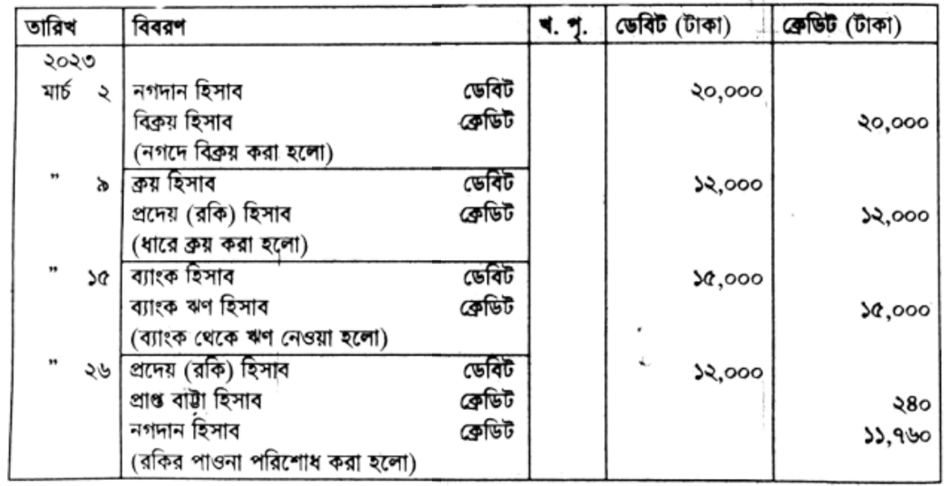 তারিখ বিবরণ খ. পৃ. ডেবিট (টাকা) ক্রেডিট (টাকা)
২০২৩
মার্চ ২ নগদান হিসাব ডেবিট ২০,০০০
বিক্রয় হিসাব ক্রেডিট ২০,০০০
(নগদে বিক্রয় করা হলো)
" ৯ ক্রয় হিসাব ডেবিট ১২,০০০
প্রদেয় (রকি) হিসাব ক্রেডিট ১২,০০০
(ধারে ক্রয় করা হলো)
" ১৫ ব্যাংক হিসাব ডেবিট ১৫,০০০
ব্যাংক ঋণ হিসাব ক্রেডিট ১৫,০০০
(ব্যাংক থেকে ঋণ নেওয়া হলো)
" ২৬ প্রদেয় (রকি) হিসাব ডেবিট ১২,০০০
প্রাপ্ত বাট্টা হিসাব ক্রেডিট ২৪০
নগদান হিসাব ক্রেডিট ১১,৭৬০
(রকির পাওনা পরিশোধ করা হলো)